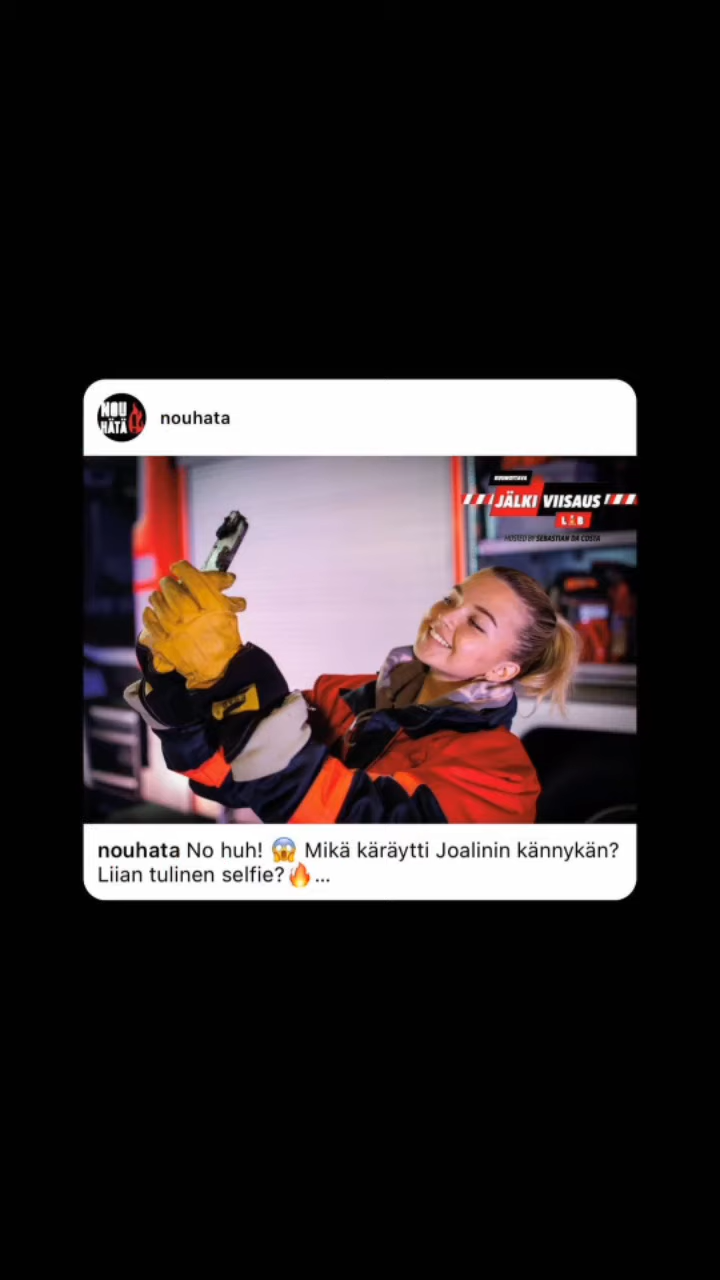 NOU
HÄTÄ!
nouhata
NUOHOTTAVA
JÄLKI VIISAUS
LAB
HOSTED BY SEBASTIAN DA COSTA
nouhata No huh! 😱 Mikä käräytti Joalinin kännykän?
Liian tulinen selfie?🔥...